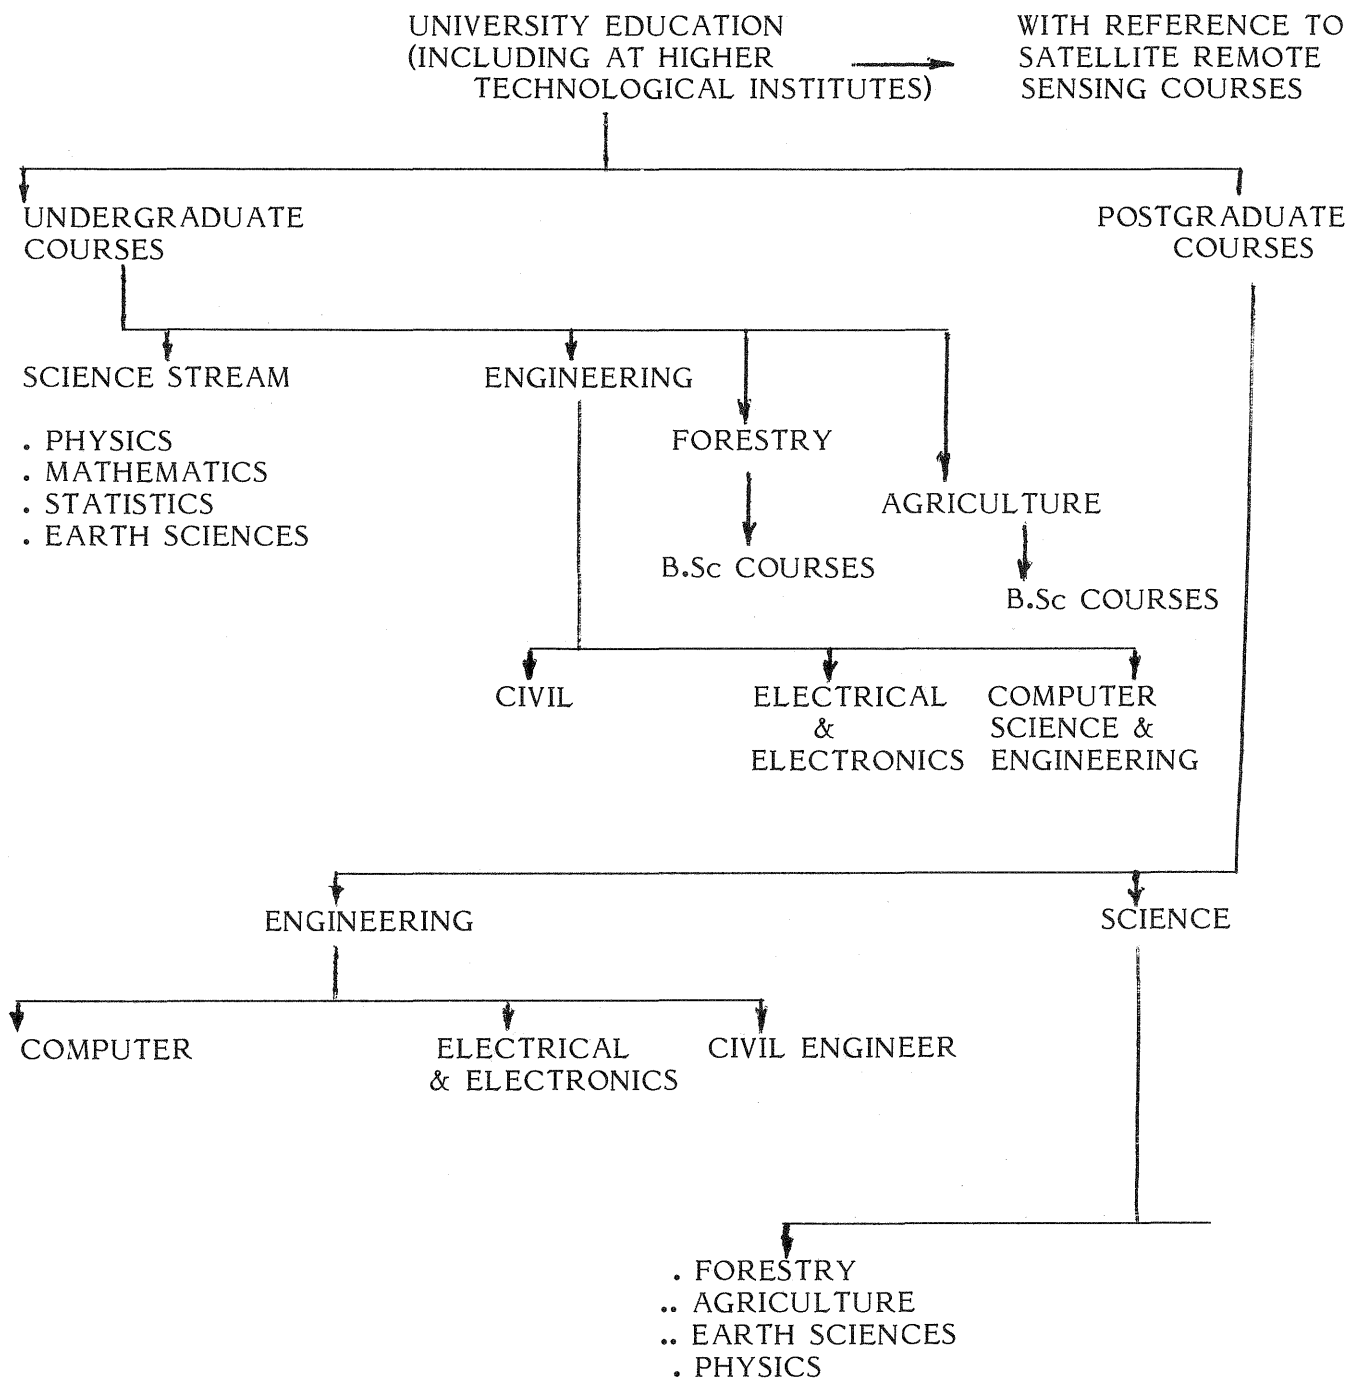 UNIVERSITY EDUCATION
(INCLUDING AT HIGHER
TECHNOLOGICAL INSTITUTES)
WITH REFERENCE TO
SATELLITE REMOTE
SENSING COURSES
UNDERGRADUATE
COURSES
POSTGRADUATE
COURSES
SCIENCE STREAM
. PHYSICS
. MATHEMATICS
. STATISTICS
. EARTH SCIENCES
ENGINEERING
FORESTRY
B.Sc COURSES
AGRICULTURE
B.Sc COURSES
CIVIL
ELECTRICAL
&
ELECTRONICS
COMPUTER
SCIENCE &
ENGINEERING
ENGINEERING
SCIENCE
COMPUTER
ELECTRICAL
& ELECTRONICS
CIVIL ENGINEER
. FORESTRY
.. AGRICULTURE
.. EARTH SCIENCES
. PHYSICS